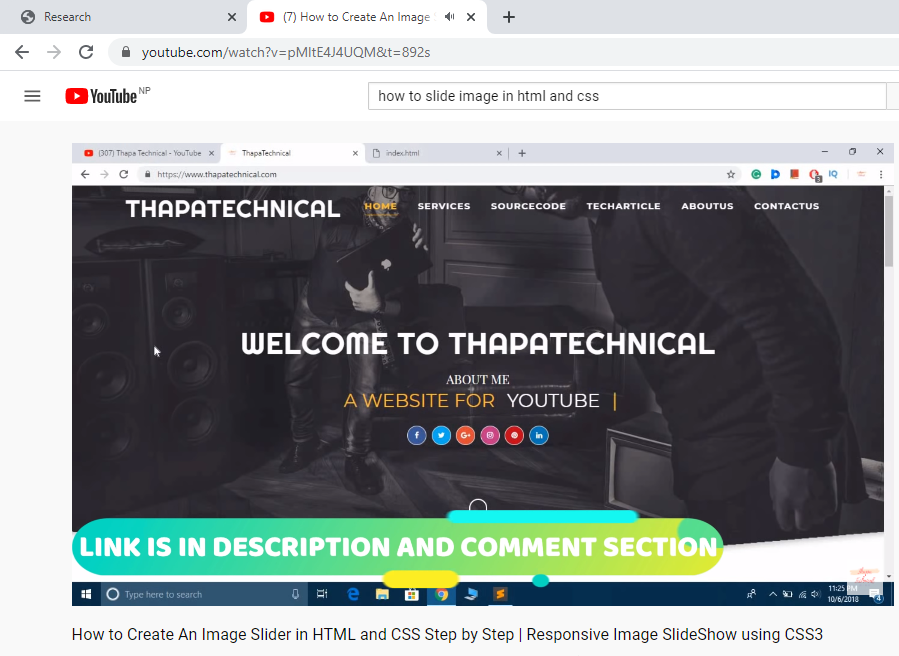 Research
(7) How to Create An Image
youtube.com/watch?v=pMItE4J4UQM&t=892s
YouTube NP
how to slide image in html and css
(307) Thapa Technical - YouTube
ThapaTechnical
index.html
https://www.thapatechnical.com
IQ
THAPATECHNICAL
HOME SERVICES SOURCECODE TECHARTICLE ABOUTUS CONTACTUS
WELCOME TO THAPATECHNICAL
ABOUT ME
A WEBSITE FOR YOUTUBE |
LINK IS IN DESCRIPTION AND COMMENT SECTION
Type here to search
11:25 PM
10/6/2018
4
How to Create An Image Slider in HTML and CSS Step by Step | Responsive Image SlideShow using CSS3